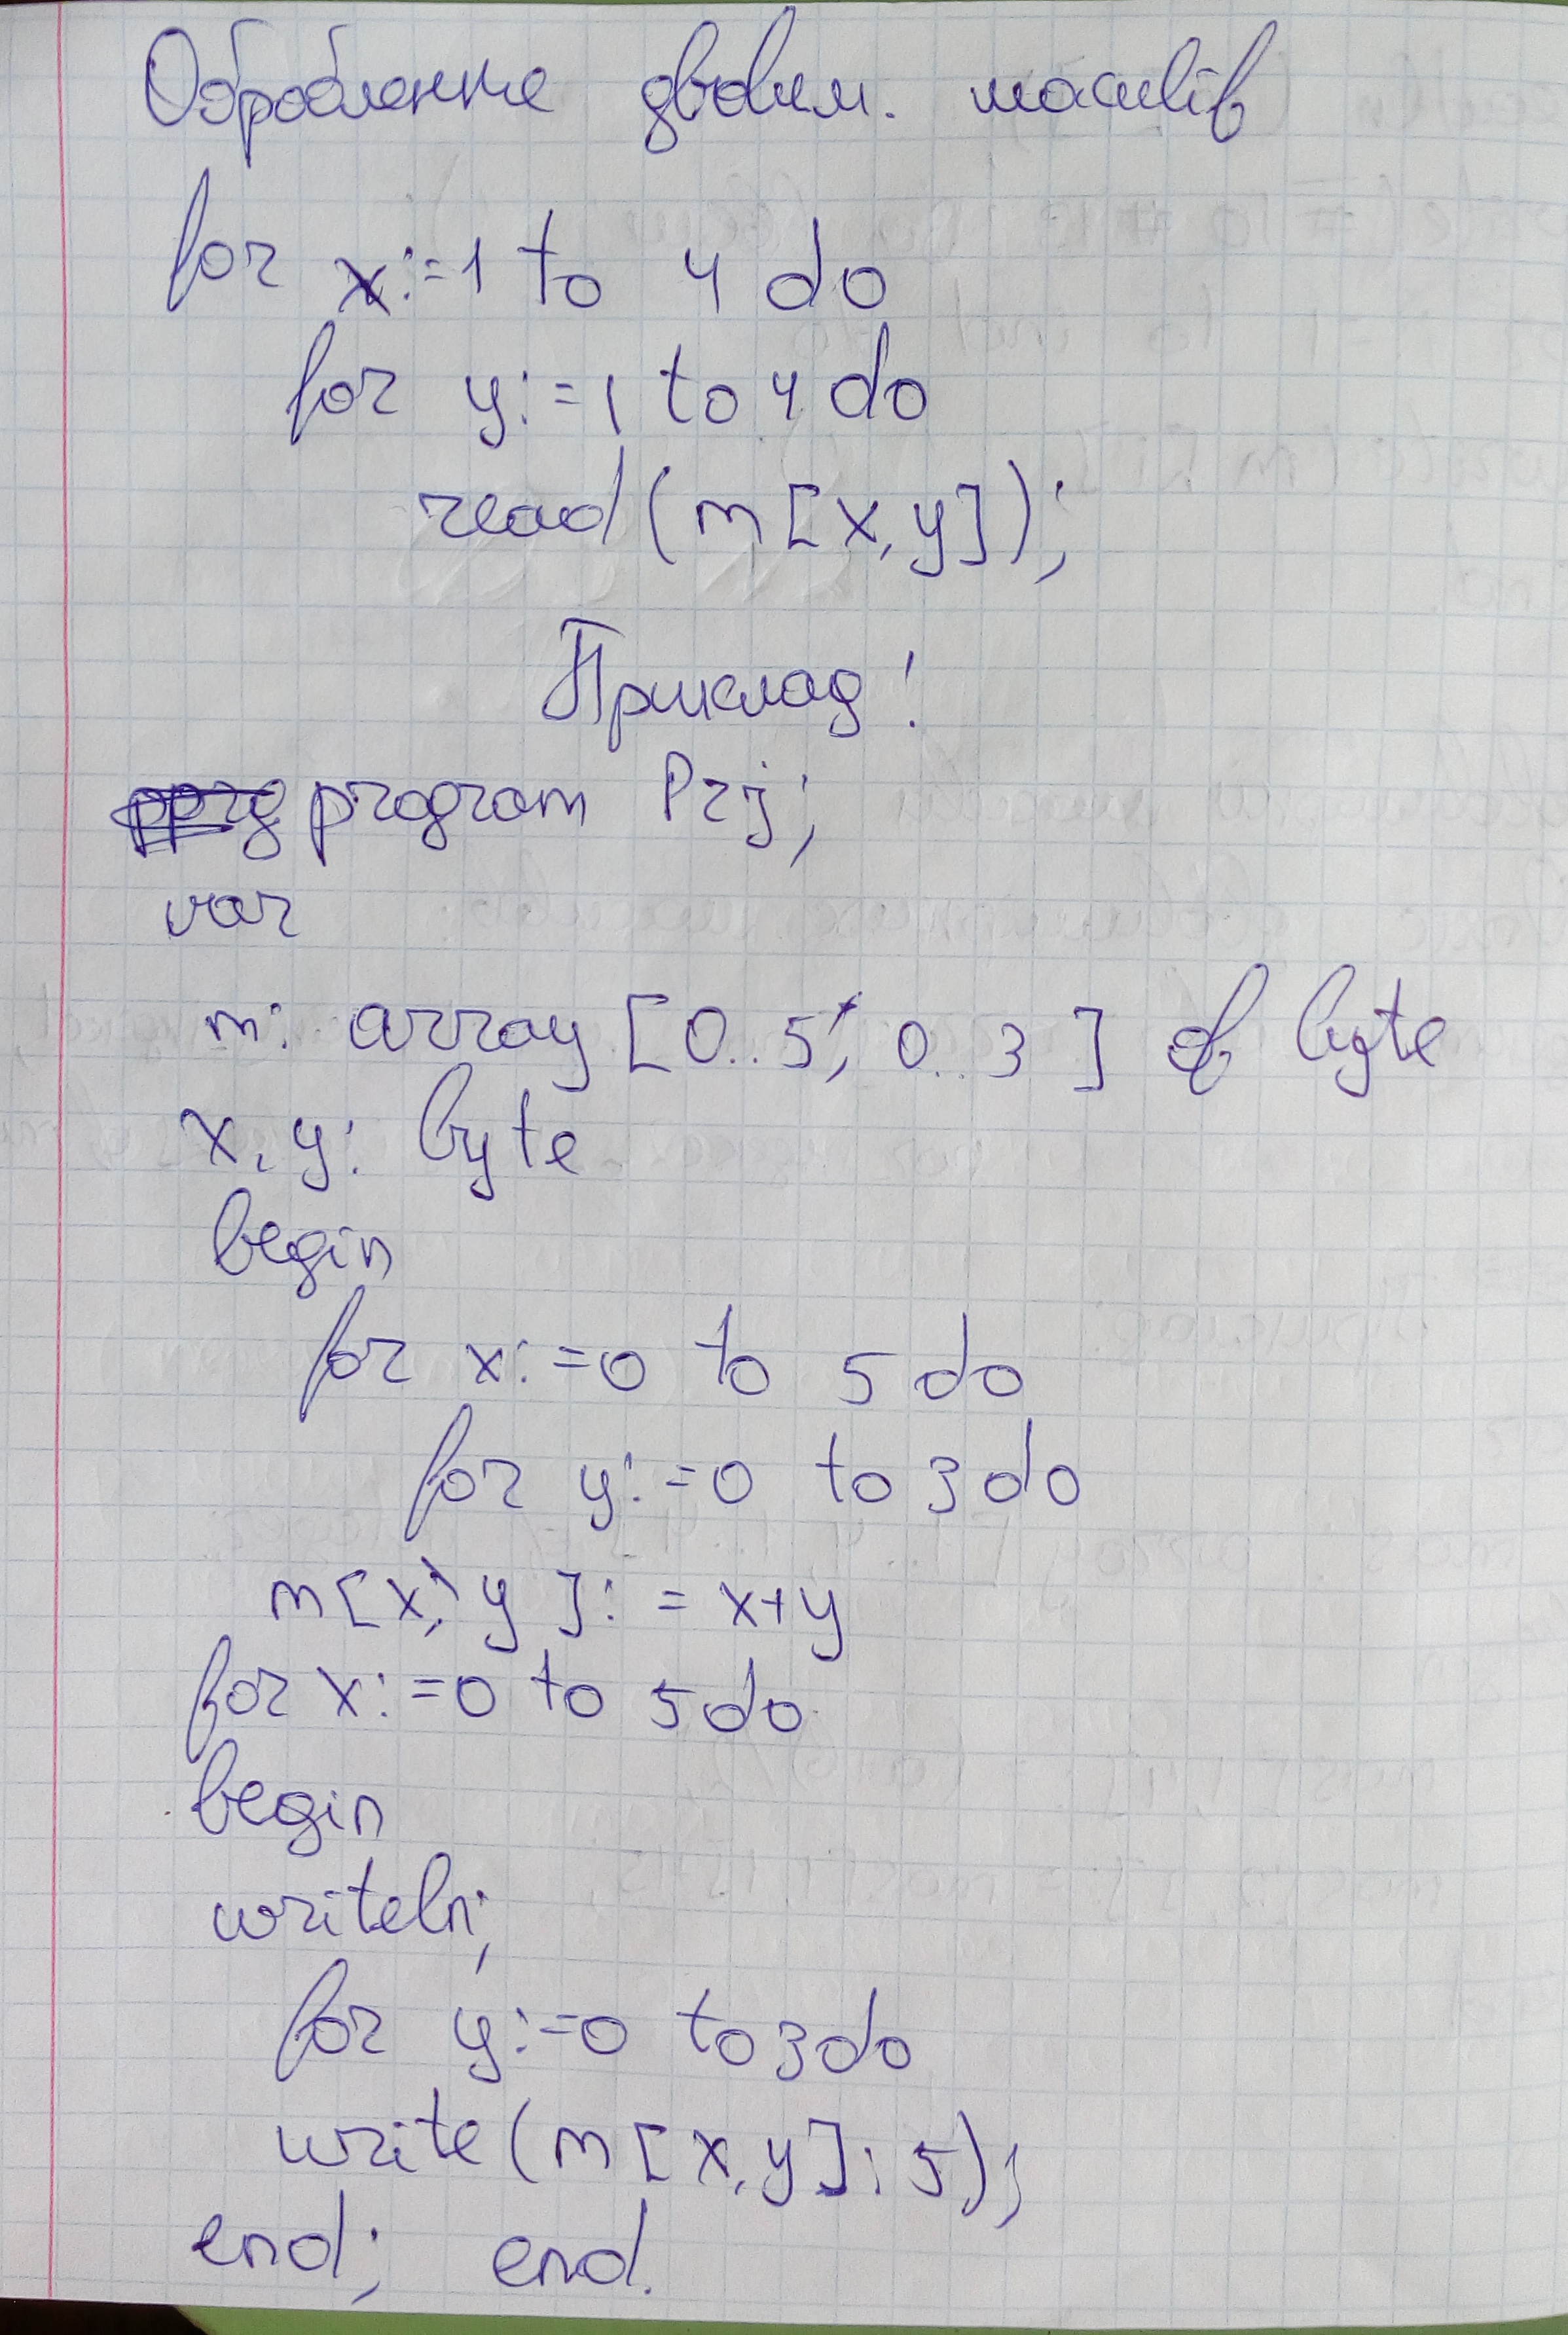 Оброблення двовим. масивів
for x:=1 to 4 do
for y:=1 to 4 do
read(m[x,y]);
Приклад!
program Prj;
var
m: array [0..5, 0..3] of byte
x, y: byte
begin
for x:=0 to 5 do
for y:=0 to 3 do
m[x, y]:=x+y
for x:=0 to 5 do
begin
writeln;
for y:=0 to 3 do
write(m[x,y]:5);
end; end.